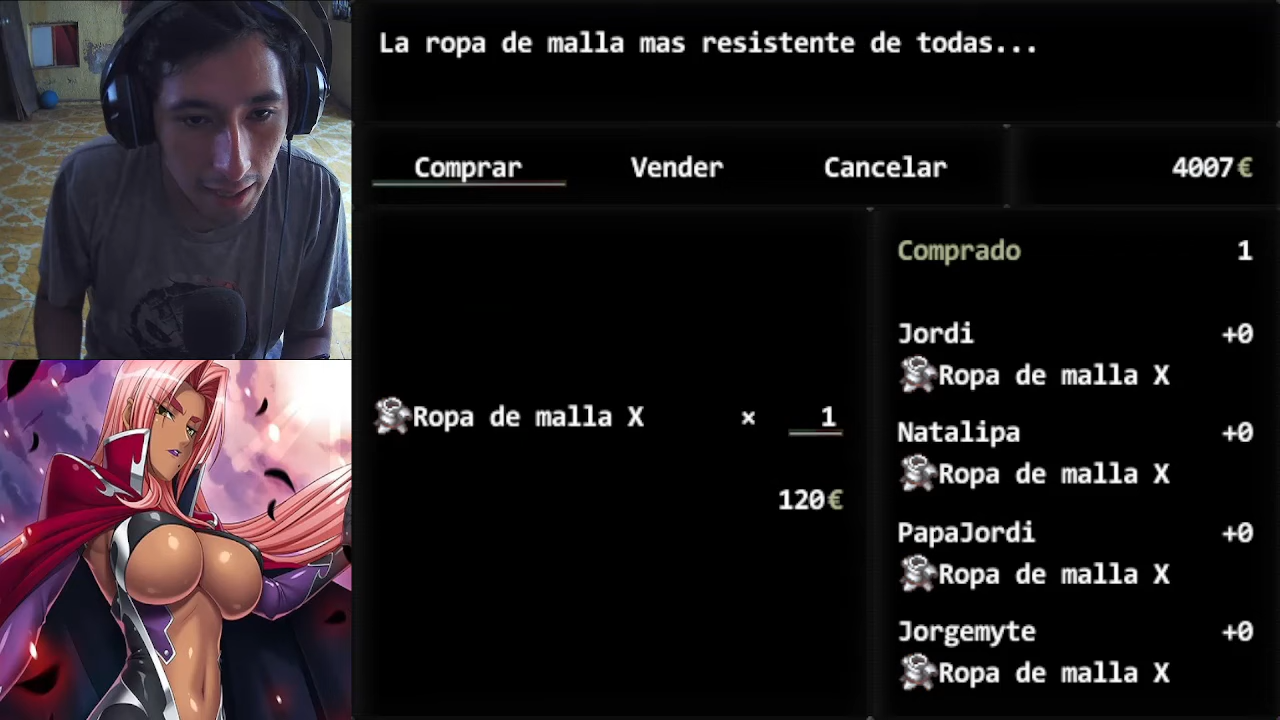 La ropa de malla mas resistente de todas...
Comprar Vender Cancelar 4007€
Comprado 1
Ropa de malla X × 1
120€
Jordi +0
Ropa de malla X
Natalipa +0
Ropa de malla X
PapaJordi +0
Ropa de malla X
Jorgemyte +0
Ropa de malla X